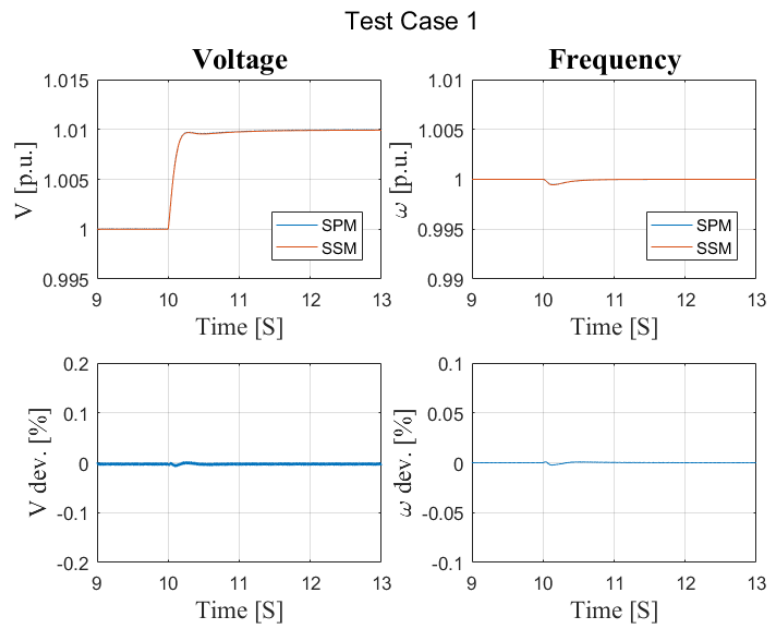 Test Case 1
Voltage
V [p.u.]
1.015
1.01
1.005
1
0.995
9 10 11 12 13
Time [S]
SPM
SSM
Frequency
ω [p.u.]
1.01
1.005
1
0.995
0.99
9 10 11 12 13
Time [S]
SPM
SSM
V dev. [%]
0.2
0.1
0
-0.1
-0.2
9 10 11 12 13
Time [S]
ω dev. [%]
0.1
0.05
0
-0.05
-0.1
9 10 11 12 13
Time [S]